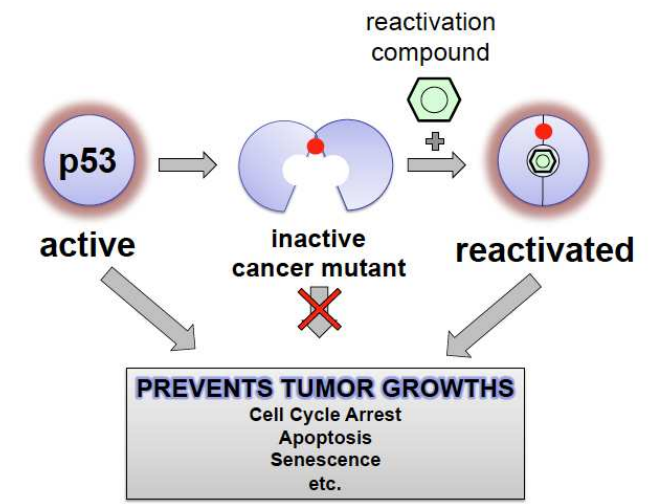 reactivation
compound
p53
active
inactive
cancer mutant
reactivated
PREVENTS TUMOR GROWTHS
Cell Cycle Arrest
Apoptosis
Senescence
etc.